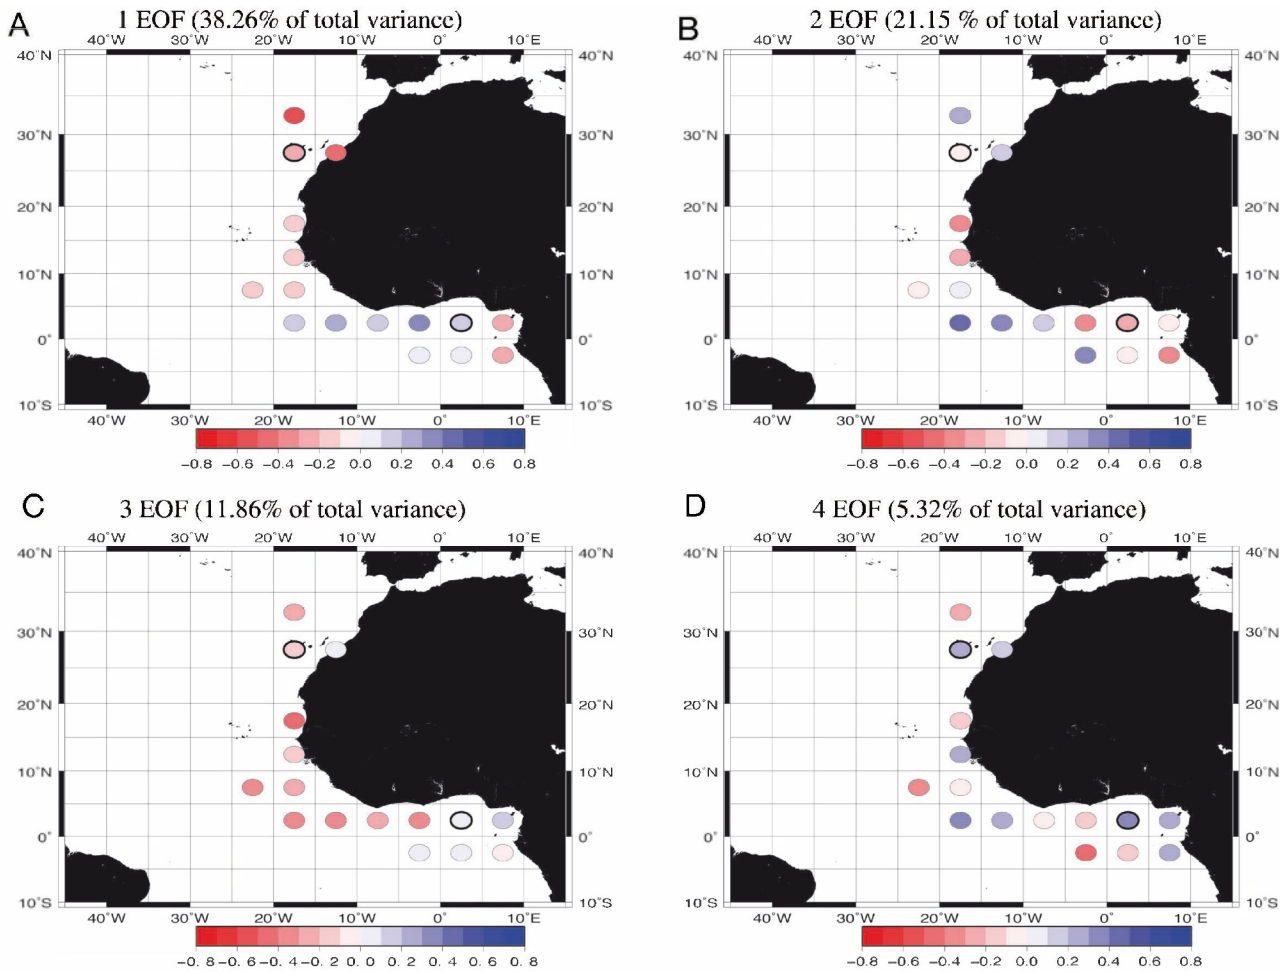 A 1 EOF (38.26% of total variance)
40˚W 30˚W 20˚W 10˚W 0˚ 10˚E
40˚N 40˚N
30˚N 30˚N
20˚N 20˚N
10˚N 10˚N
0˚ 0˚
10˚S 10˚S
40˚W 30˚W 20˚W 10˚W 0˚ 10˚E
−0.8 −0.6 −0.4 −0.2 0.0 0.2 0.4 0.6 0.8
B 2 EOF (21.15 % of total variance)
40˚W 30˚W 20˚W 10˚W 0˚ 10˚E
40˚N 40˚N
30˚N 30˚N
20˚N 20˚N
10˚N 10˚N
0˚ 0˚
10˚S 10˚S
40˚W 30˚W 20˚W 10˚W 0˚ 10˚E
−0.8 −0.6 −0.4 −0.2 0.0 0.2 0.4 0.6 0.8
C 3 EOF (11.86% of total variance)
40˚W 30˚W 20˚W 10˚W 0˚ 10˚E
40˚N 40˚N
30˚N 30˚N
20˚N 20˚N
10˚N 10˚N
0˚ 0˚
10˚S 10˚S
40˚W 30˚W 20˚W 10˚W 0˚ 10˚E
−0.8 −0.6 −0.4 −0.2 0.0 0.2 0.4 0.6 0.8
D 4 EOF (5.32% of total variance)
40˚W 30˚W 20˚W 10˚W 0˚ 10˚E
40˚N 40˚N
30˚N 30˚N
20˚N 20˚N
10˚N 10˚N
0˚ 0˚
10˚S 10˚S
40˚W 30˚W 20˚W 10˚W 0˚ 10˚E
−0.8 −0.6 −0.4 −0.2 0.0 0.2 0.4 0.6 0.8